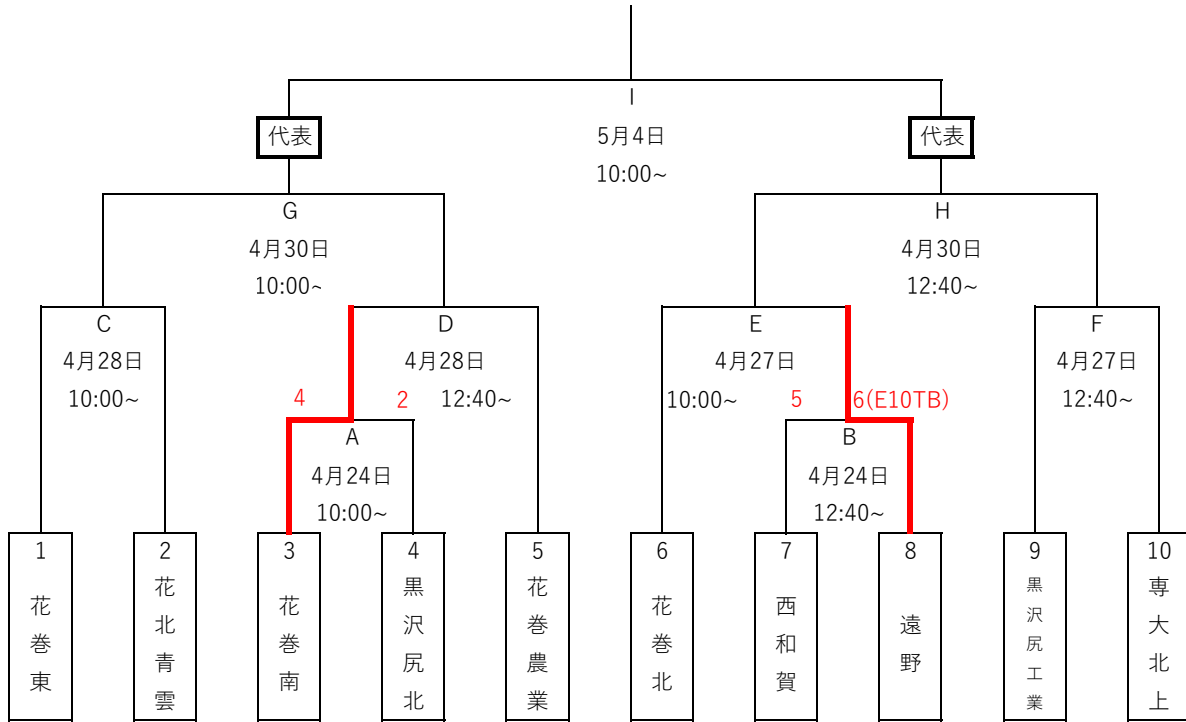 I
代表
5月4日
代表
10:00~
G
H
4月30日
4月30日
10:00~
12:40~
C
D
E
F
4月28日
4月28日
4月27日
4月27日
10:00~
4
2
12:40~
10:00~
5
6(E10TB)
12:40~
A
B
4月24日
4月24日
10:00~
12:40~
1
2
3
4
5
6
7
8
9
10
花巻東
花北青雲
花巻南
黒沢尻北
花巻農業
花巻北
西和賀
遠野
黒沢尻工業
専大北上